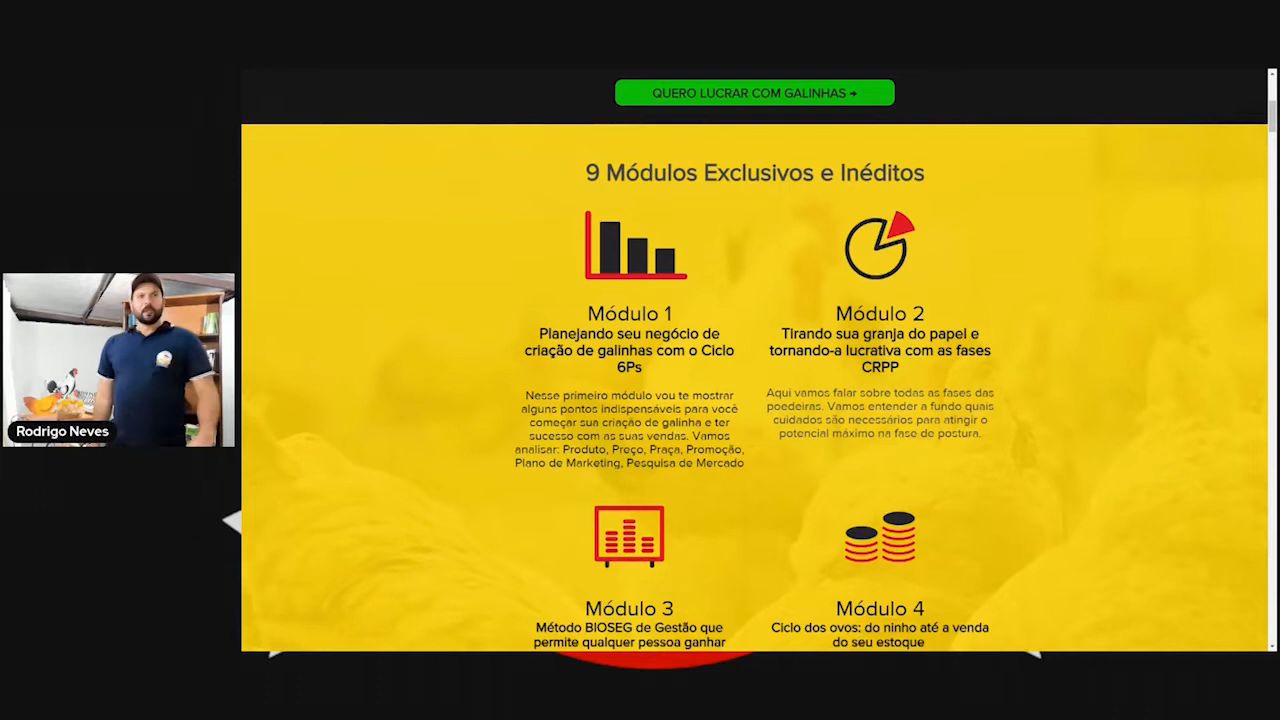 QUERO LUCRAR COM GALINHAS →
9 Módulos Exclusivos e Inéditos
Módulo 1
Planejando seu negócio de
criação de galinhas com o Ciclo
6Ps
Nesse primeiro módulo vou te mostrar
alguns pontos indispensáveis para você
começar sua criação de galinha e ter
sucesso com as suas vendas. Vamos
analisar: Produto, Preço, Praça, Promoção,
Plano de Marketing, Pesquisa de Mercado
Módulo 2
Tirando sua granja do papel e
tornando-a lucrativa com as fases
CRPP
Aqui vamos falar sobre todas as fases das
poedeiras. Vamos entender a fundo quais
cuidados são necessários para atingir o
potencial máximo na fase de postura.
Módulo 3
Método BIOSEG de Gestão que
permite qualquer pessoa ganhar
Módulo 4
Ciclo dos ovos: do ninho até a venda
do seu estoque
Rodrigo Neves